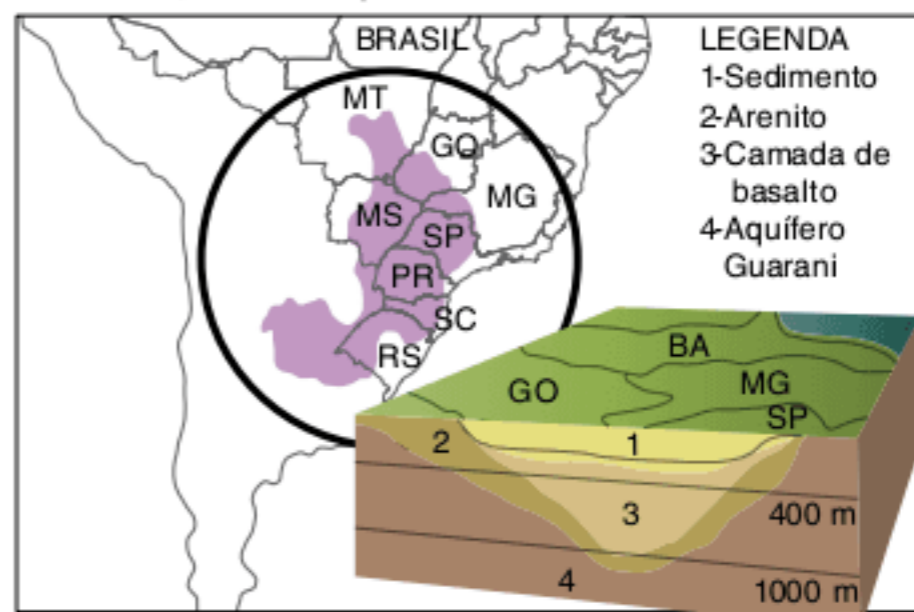 BRASIL
MT
GO
MG
MS
SP
PR
SC
RS
LEGENDA
1-Sedimento
2-Arenito
3-Camada de
basalto
4-Aquífero
Guarani
BA
GO
MG
SP
2
1
3
400 m
4
1000 m